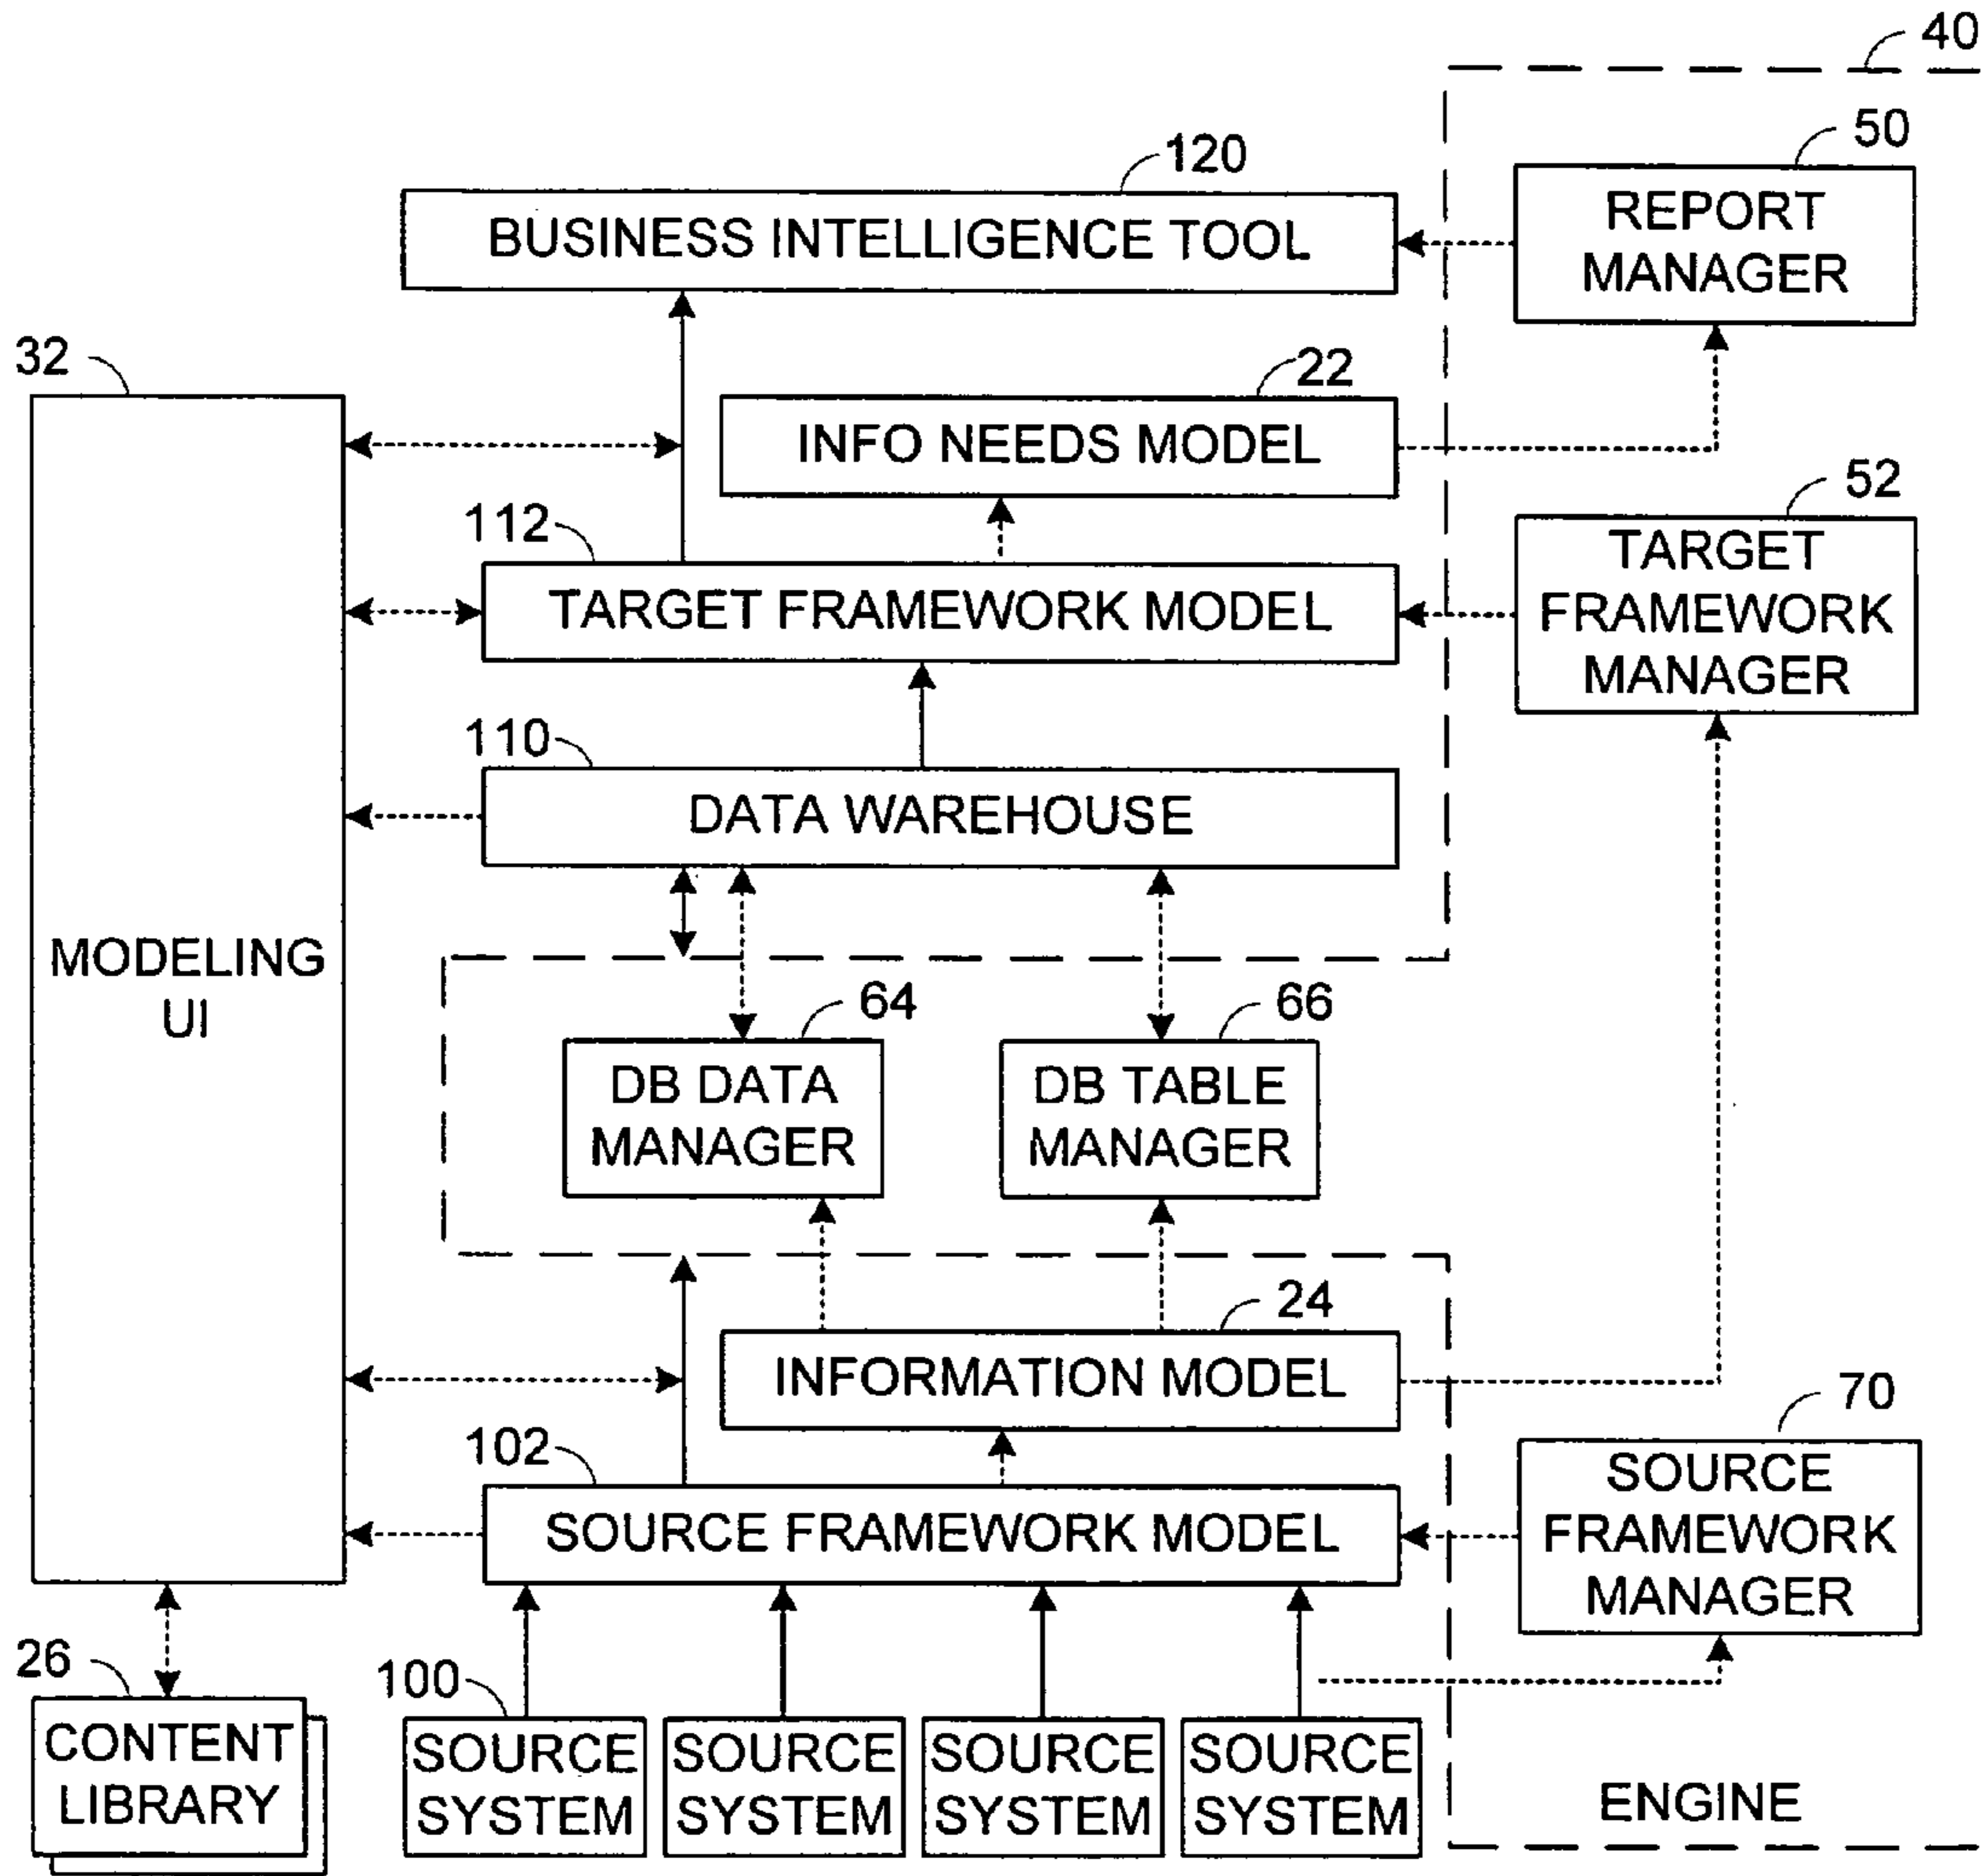 40
50
120
REPORT
MANAGER
BUSINESS INTELLIGENCE TOOL
32
22
INFO NEEDS MODEL
52
112
TARGET
FRAMEWORK
MANAGER
TARGET FRAMEWORK MODEL
110
DATA WAREHOUSE
MODELING
UI
64
66
DB DATA
MANAGER
DB TABLE
MANAGER
24
INFORMATION MODEL
70
102
SOURCE
FRAMEWORK
MANAGER
SOURCE FRAMEWORK MODEL
26
100
CONTENT
LIBRARY
SOURCE
SYSTEM
SOURCE
SYSTEM
SOURCE
SYSTEM
SOURCE
SYSTEM
ENGINE